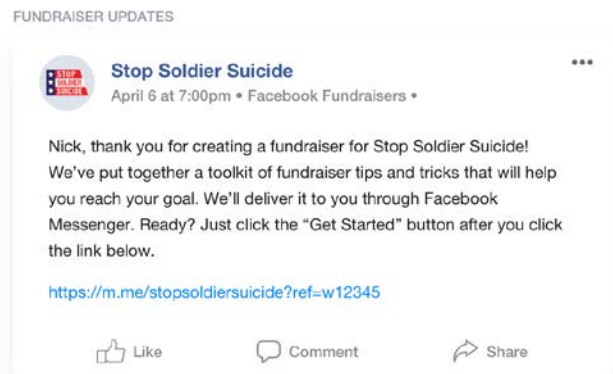 FUNDRAISER UPDATES
STOP
SOLDIER
SUICIDE
Stop Soldier Suicide
April 6 at 7:00pm • Facebook Fundraisers •
Nick, thank you for creating a fundraiser for Stop Soldier Suicide!
We’ve put together a toolkit of fundraiser tips and tricks that will help
you reach your goal. We’ll deliver it to you through Facebook
Messenger. Ready? Just click the “Get Started” button after you click
the link below.
https://m.me/stopsoldiersuicide?ref=w12345
Like
Comment
Share